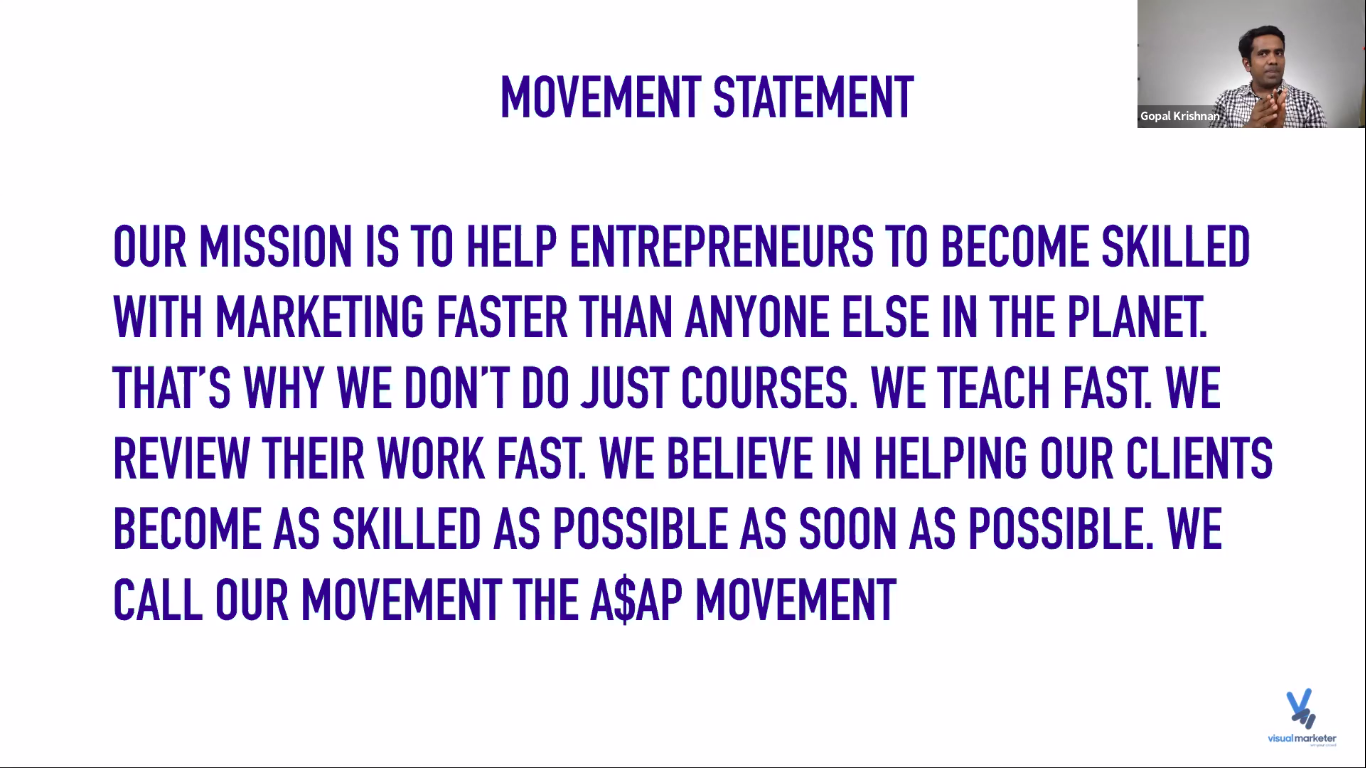 MOVEMENT STATEMENT
Gopal Krishnan
OUR MISSION IS TO HELP ENTREPRENEURS TO BECOME SKILLED
WITH MARKETING FASTER THAN ANYONE ELSE IN THE PLANET.
THAT'S WHY WE DON'T DO JUST COURSES. WE TEACH FAST. WE
REVIEW THEIR WORK FAST. WE BELIEVE IN HELPING OUR CLIENTS
BECOME AS SKILLED AS POSSIBLE AS SOON AS POSSIBLE. WE
CALL OUR MOVEMENT THE A$AP MOVEMENT
visualmarketer